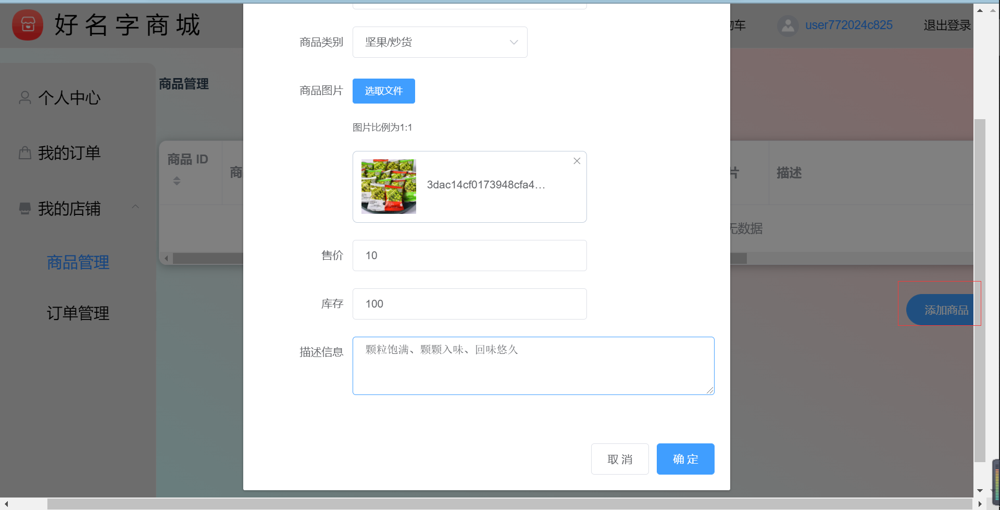 好名字商城
物车
user772024c825
退出登录
个人中心
我的订单
我的店铺
商品管理
订单管理
商品管理
商品 ID
商
片
描述
无数据
添加商品
商品类别
坚果/炒货
商品图片
选取文件
图片比例为1:1
3dac14cf0173948cfa4...
售价
10
库存
100
描述信息
颗粒饱满、颗颗入味、回味悠久
取 消
确 定